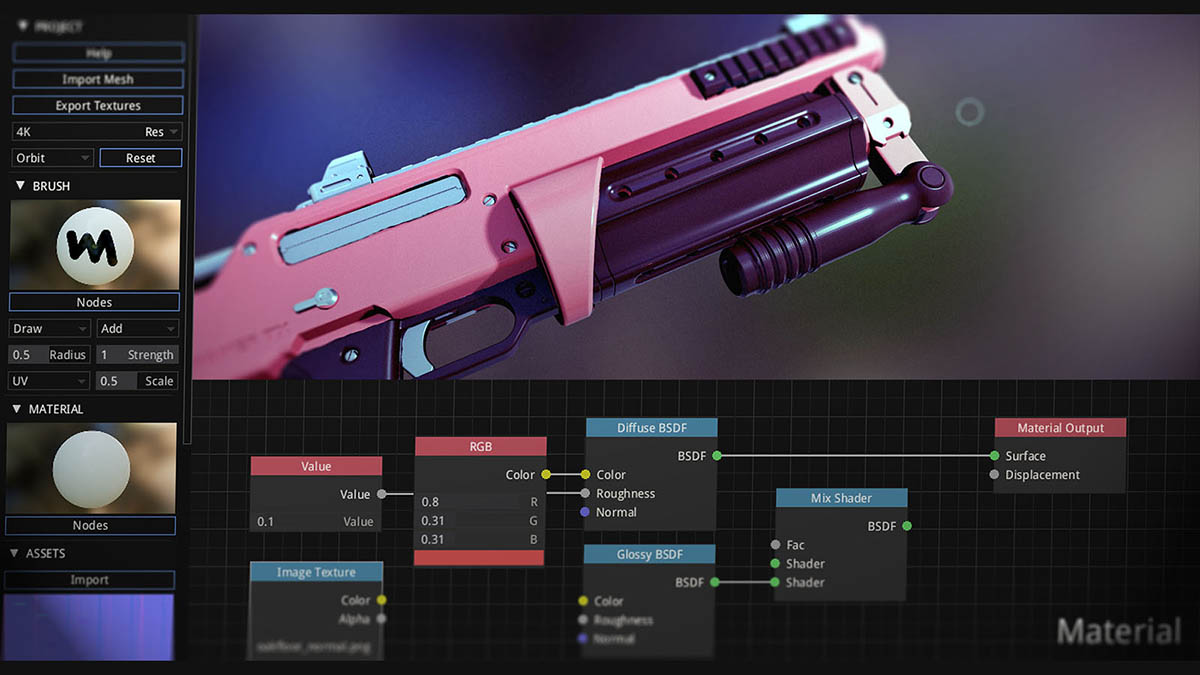 PROJECT
Help
Import Mesh
Export Textures
4K Res
Orbit Reset
BRUSH
Nodes
Draw Add
0.5 Radius 1 Strength
UV 0.5 Scale
MATERIAL
Nodes
ASSETS
Import
Value
Value
0.1 Value
Image Texture
Color
Alpha
RGB
Color
0.8 R
0.31 G
0.31 B
Diffuse BSDF
BSDF
Color
Roughness
Normal
Glossy BSDF
BSDF
Color
Roughness
Normal
Mix Shader
BSDF
Fac
Shader
Shader
Material Output
Surface
Displacement
Material